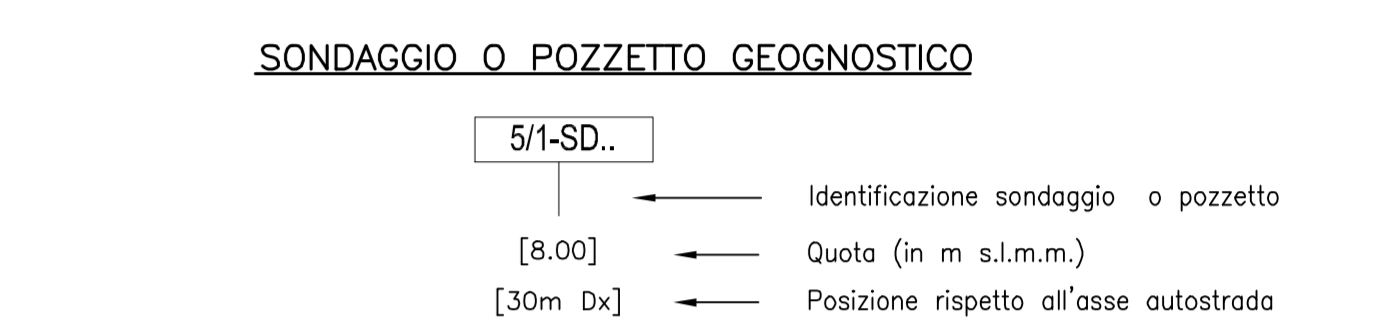 SONDAGGIO O POZZETTO GEOGNOSTICO
5/1-SD..
Identificazione sondaggio o pozzetto
[8.00] Quota (in m s.l.m.m.)
[30m Dx] Posizione rispetto all'asse autostrada